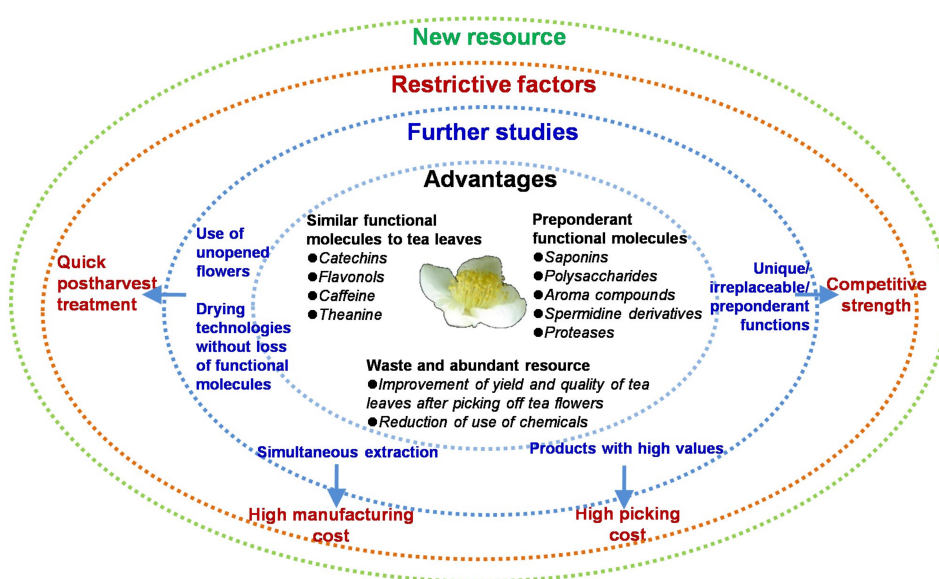 New resource
Restrictive factors
Further studies
Advantages
Similar functional
molecules to tea leaves
●Catechins
●Flavonols
●Caffeine
●Theanine
Preponderant
functional molecules
●Saponins
●Polysaccharides
●Aroma compounds
●Spermidine derivatives
●Proteases
Waste and abundant resource
●Improvement of yield and quality of tea
leaves after picking off tea flowers
●Reduction of use of chemicals
Use of
unopened
flowers
Drying
technologies
without loss
of functional
molecules
Quick
postharvest
treatment
Unique/
irreplaceable/
preponderant
functions
Competitive
strength
Simultaneous extraction
Products with high values
High manufacturing
cost
High picking
cost